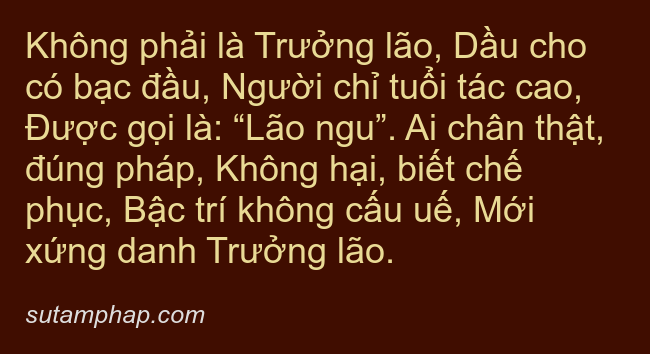 Không phải là Trưởng lão, Dầu cho
có bạc đầu, Người chỉ tuổi tác cao,
Được gọi là: “Lão ngu”. Ai chân thật,
đúng pháp, Không hại, biết chế
phục, Bậc trí không cấu uế, Mới
xứng danh Trưởng lão.
sutamphap.com